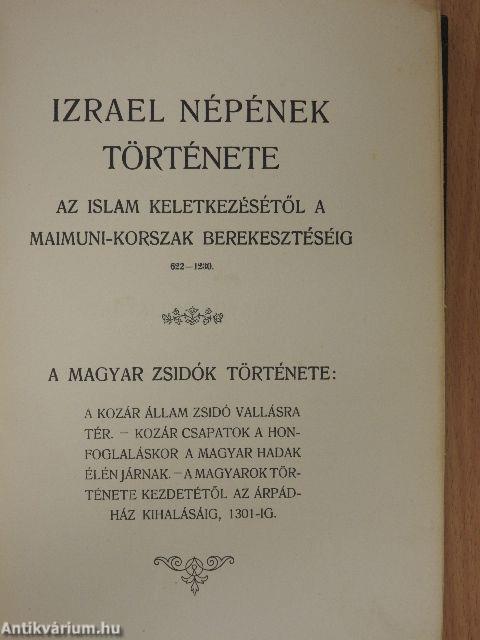 IZRAEL NÉPÉNEK
TÖRTÉNETE
AZ ISLAM KELETKEZÉSÉTŐL A
MAIMUNI-KORSZAK BEREKESZTÉSÉIG
622—1230.
A MAGYAR ZSIDÓK TÖRTÉNETE:
A KOZÁR ÁLLAM ZSIDÓ VALLÁSRA
TÉR. — KOZÁR CSAPATOK A HON-
FOGLALÁSKOR A MAGYAR HADAK
ÉLÉN JÁRNAK. — A MAGYAROK TÖR-
TÉNETE KEZDETÉTŐL AZ ÁRPÁD-
HÁZ KIHALÁSÁIG, 1301-IG.
Antikvárium.hu